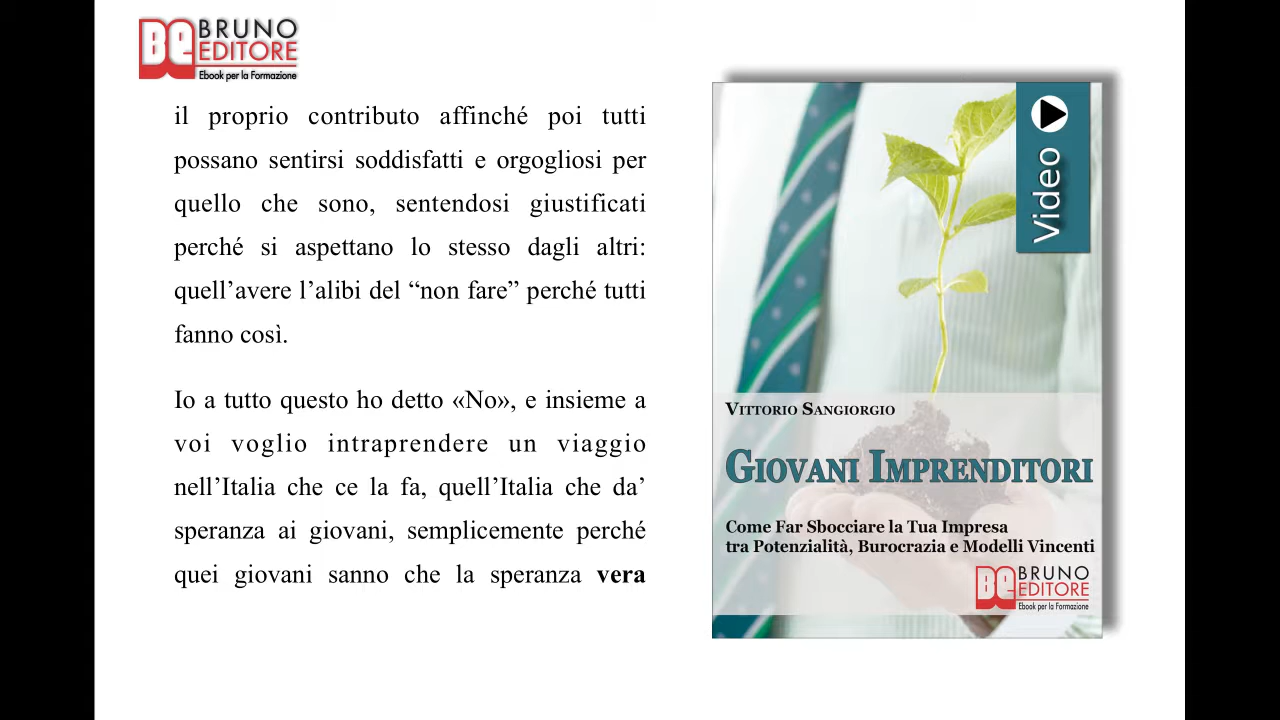 BRUNO
EDITORE
Ebook per la Formazione
il proprio contributo affinché poi tutti
possano sentirsi soddisfatti e orgogliosi per
quello che sono, sentendosi giustificati
perché si aspettano lo stesso dagli altri:
quell’avere l’alibi del “non fare” perché tutti
fanno così.
Io a tutto questo ho detto «No», e insieme a
voi voglio intraprendere un viaggio
nell’Italia che ce la fa, quell’Italia che da’
speranza ai giovani, semplicemente perché
quei giovani sanno che la speranza vera
Video
VITTORIO SANGIORGIO
GIOVANI IMPRENDITORI
Come Far Sbocciare la Tua Impresa
tra Potenzialità, Burocrazia e Modelli Vincenti
BRUNO
EDITORE
Ebook per la Formazione